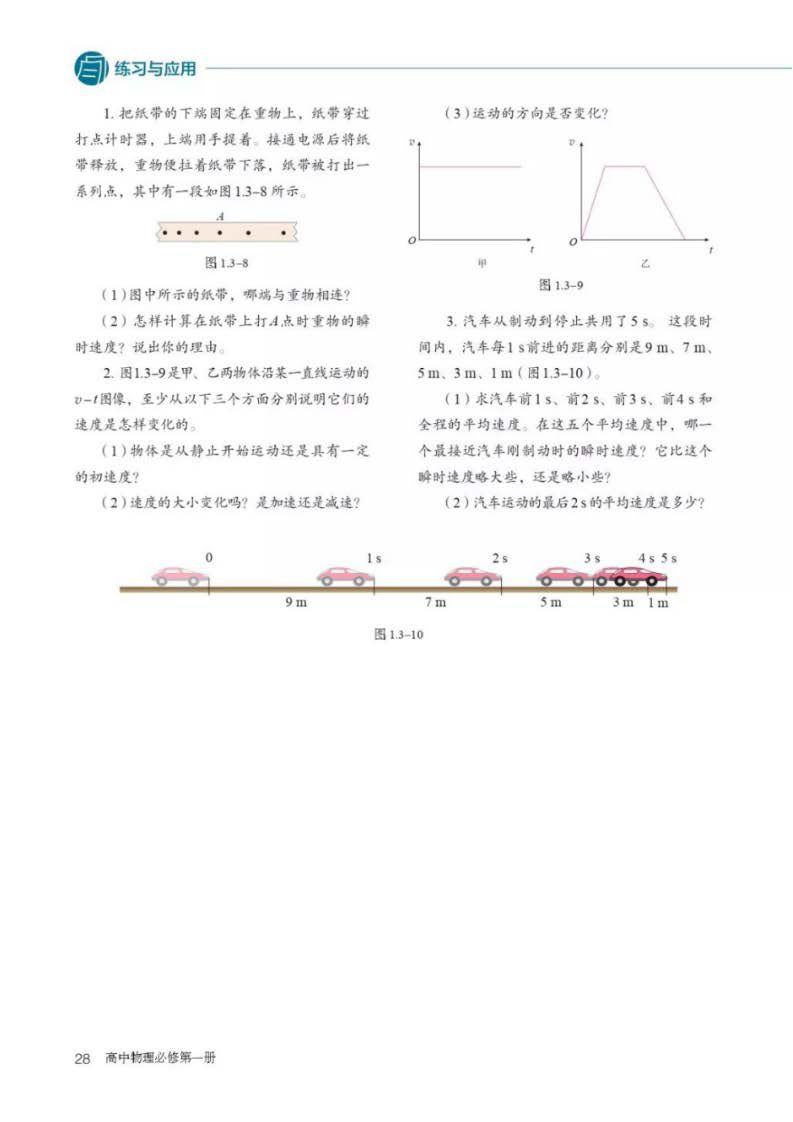 练习与应用
1. 把纸带的下端固定在重物上，纸带穿过
打点计时器，上端用手提着。接通电源后将纸
带释放，重物便拉着纸带下落，纸带被打出一
系列点，其中有一段如图1.3–8 所示。
A
图 1.3–8
（1）图中所示的纸带，哪端与重物相连？
（2）怎样计算在纸带上打A点时重物的瞬
时速度？说出你的理由。
2. 图1.3–9是甲、乙两物体沿某一直线运动的
v–t图像，至少从以下三个方面分别说明它们的
速度是怎样变化的。
（1）物体是从静止开始运动还是具有一定
的初速度？
（2）速度的大小变化吗？是加速还是减速？
（3）运动的方向是否变化？
v
O
t
甲
v
O
t
乙
图 1.3–9
3. 汽车从制动到停止共用了5 s。这段时
间内，汽车每1 s前进的距离分别是9 m、7 m、
5 m、3 m、1 m（图1.3–10）。
（1）求汽车前1 s、前2 s、前3 s、前4 s 和
全程的平均速度。在这五个平均速度中，哪一
个最接近汽车刚制动时的瞬时速度？它比这个
瞬时速度略大些，还是略小些？
（2）汽车运动的最后2 s的平均速度是多少？
0 1 s 2 s 3 s 4 s 5 s
9 m 7 m 5 m 3 m 1 m
图 1.3–10
28 高中物理必修第一册